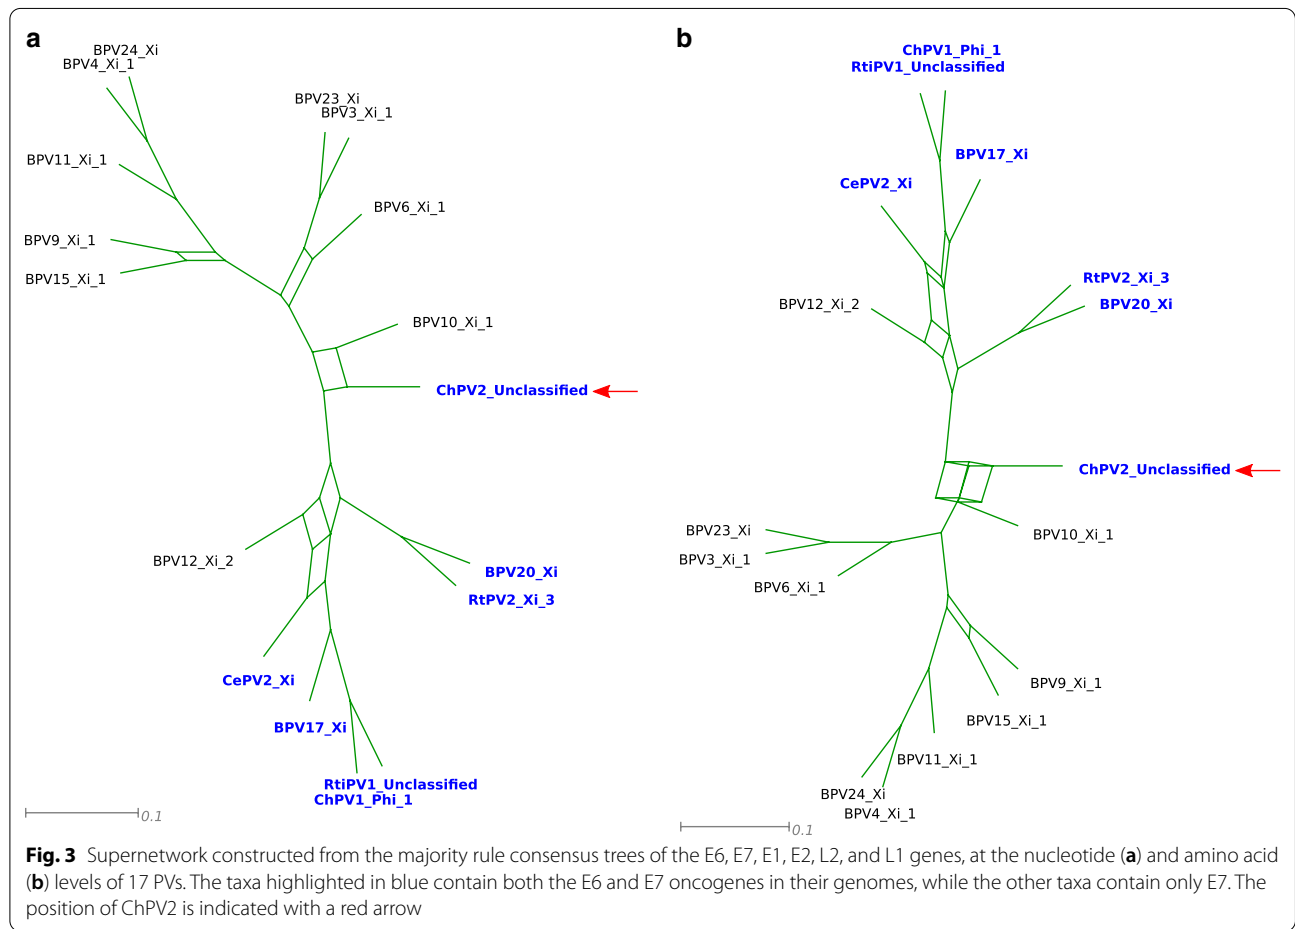 a
BPV24_Xi
BPV4_Xi_1
BPV23_Xi
BPV3_Xi_1
BPV11_Xi_1
BPV6_Xi_1
BPV9_Xi_1
BPV15_Xi_1
BPV10_Xi_1
ChPV2_Unclassified
BPV12_Xi_2
BPV20_Xi
RtPV2_Xi_3
CePV2_Xi
BPV17_Xi
RtiPV1_Unclassified
ChPV1_Phi_1
0.1
b
ChPV1_Phi_1
RtiPV1_Unclassified
BPV17_Xi
CePV2_Xi
RtPV2_Xi_3
BPV12_Xi_2
BPV20_Xi
ChPV2_Unclassified
BPV23_Xi
BPV10_Xi_1
BPV3_Xi_1
BPV6_Xi_1
BPV9_Xi_1
BPV15_Xi_1
BPV11_Xi_1
BPV24_Xi
BPV4_Xi_1
0.1
Fig. 3 Supernetwork constructed from the majority rule consensus trees of the E6, E7, E1, E2, L2, and L1 genes, at the nucleotide (a) and amino acid
(b) levels of 17 PVs. The taxa highlighted in blue contain both the E6 and E7 oncogenes in their genomes, while the other taxa contain only E7. The
position of ChPV2 is indicated with a red arrow